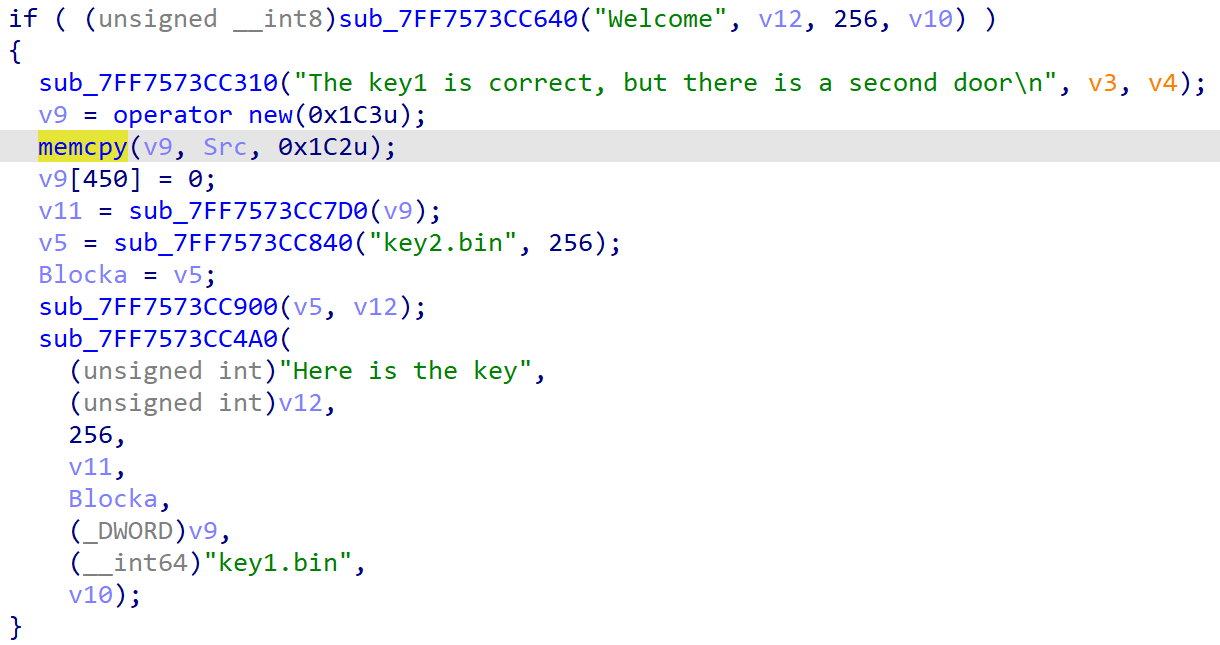 if ( (unsigned __int8)sub_7FF7573CC640("Welcome", v12, 256, v10) )
{
  sub_7FF7573CC310("The key1 is correct, but there is a second door\n", v3, v4);
  v9 = operator new(0x1C3u);
  memcpy(v9, Src, 0x1C2u);
  v9[450] = 0;
  v11 = sub_7FF7573CC7D0(v9);
  v5 = sub_7FF7573CC840("key2.bin", 256);
  Blocka = v5;
  sub_7FF7573CC900(v5, v12);
  sub_7FF7573CC4A0(
    (unsigned int)"Here is the key",
    (unsigned int)v12,
    256,
    v11,
    Blocka,
    (_DWORD)v9,
    (__int64)"key1.bin",
    v10);
}